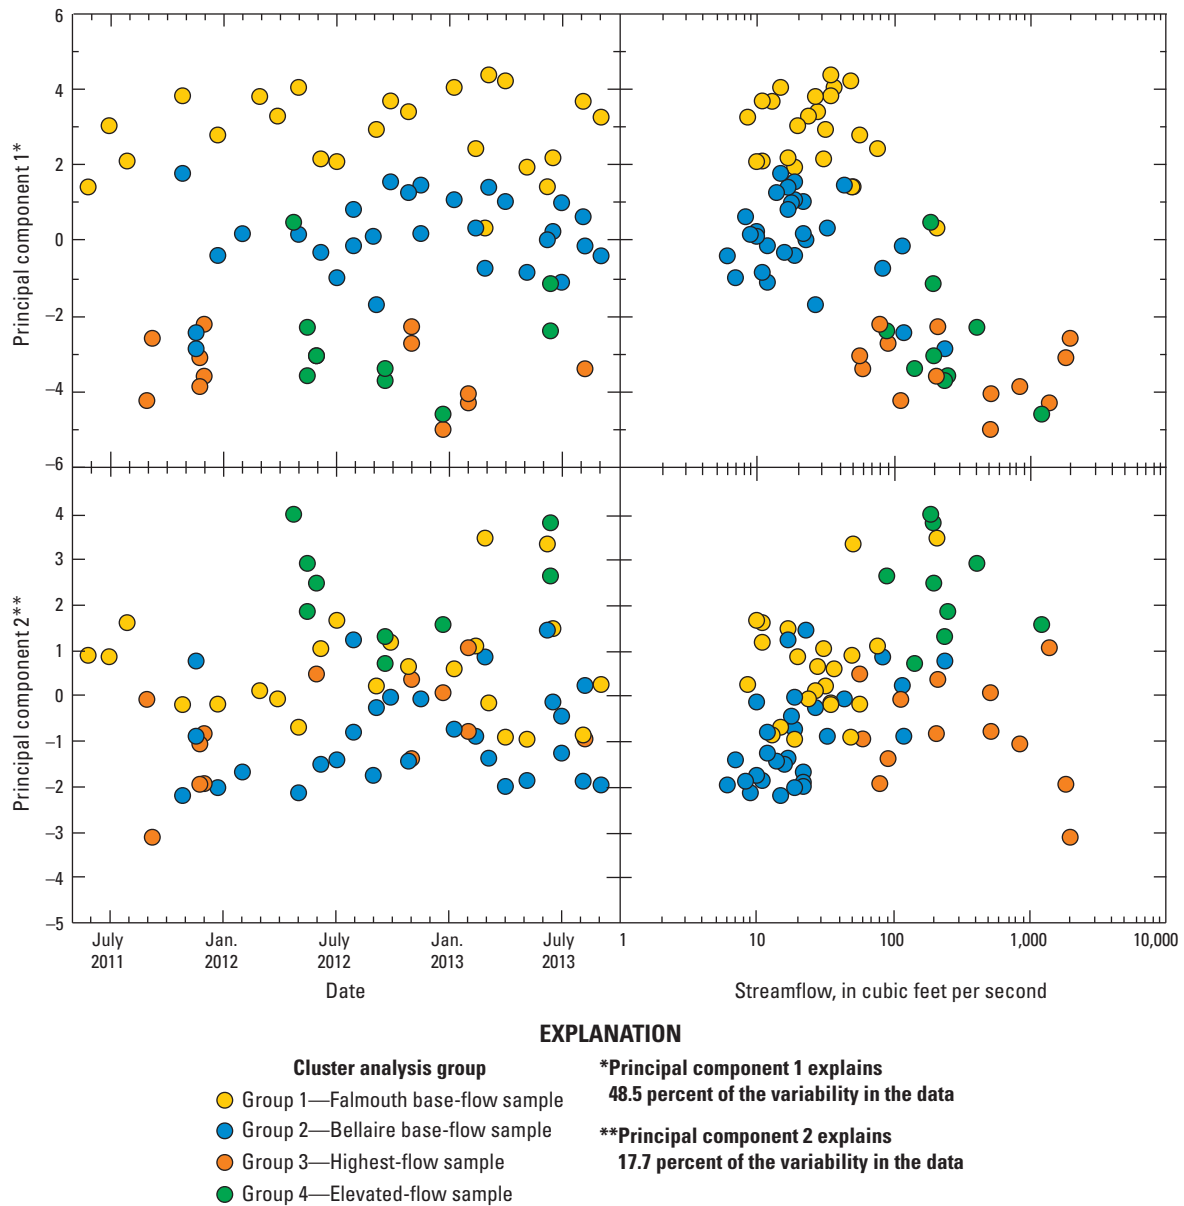 6
4
2
0
–2
–4
–6
Principal component 1*
4
3
2
1
0
–1
–2
–3
–4
–5
Principal component 2**
July
2011
Jan.
2012
July
2012
Jan.
2013
July
2013
Date
1
10
100
1,000
10,000
Streamflow, in cubic feet per second
EXPLANATION
Cluster analysis group
Group 1—Falmouth base-flow sample
Group 2—Bellaire base-flow sample
Group 3—Highest-flow sample
Group 4—Elevated-flow sample
*Principal component 1 explains
48.5 percent of the variability in the data
**Principal component 2 explains
17.7 percent of the variability in the data